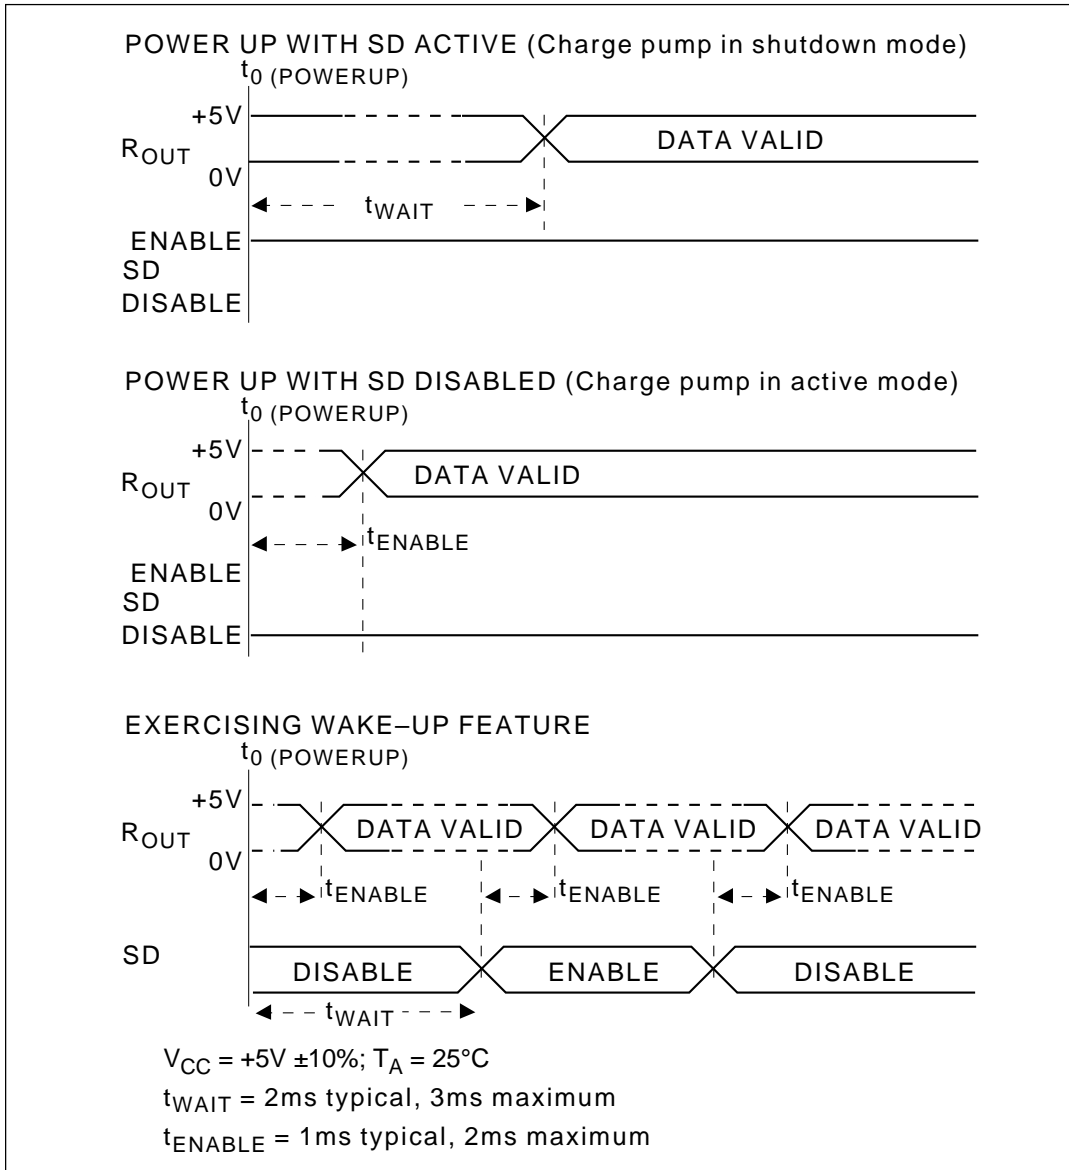 POWER UP WITH SD ACTIVE (Charge pump in shutdown mode)
t0 (POWERUP)
+5V
ROUT
DATA VALID
0V
tWAIT
ENABLE
SD
DISABLE
POWER UP WITH SD DISABLED (Charge pump in active mode)
t0 (POWERUP)
+5V
ROUT
DATA VALID
0V
tENABLE
ENABLE
SD
DISABLE
EXERCISING WAKE–UP FEATURE
t0 (POWERUP)
+5V
ROUT
DATA VALID DATA VALID DATA VALID
0V
tENABLE tENABLE tENABLE
SD
DISABLE ENABLE DISABLE
tWAIT
VCC = +5V ±10%; TA = 25°C
tWAIT = 2ms typical, 3ms maximum
tENABLE = 1ms typical, 2ms maximum